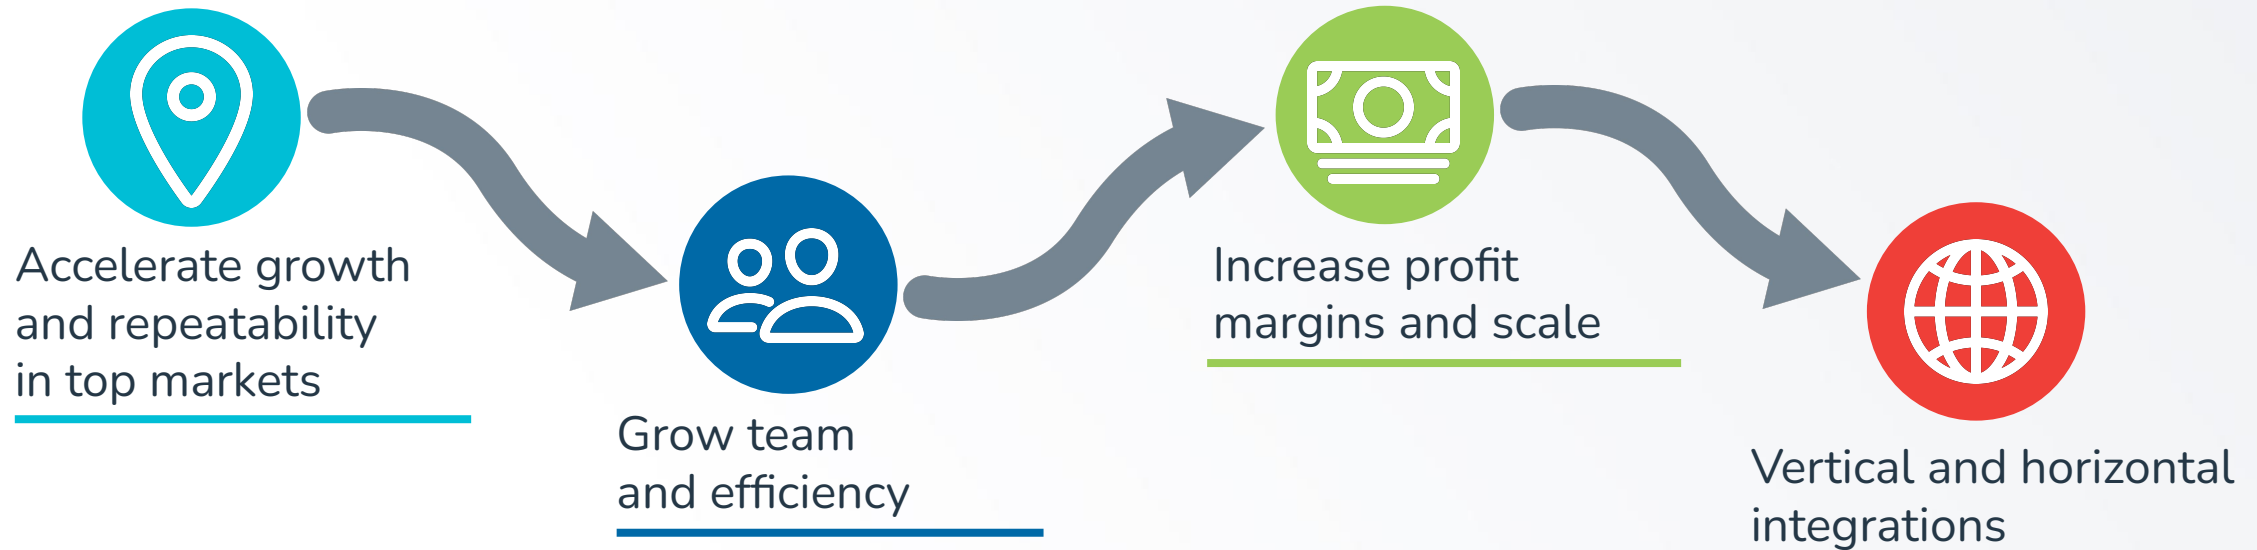 Accelerate growth
and repeatability
in top markets
Grow team
and efficiency
Increase profit
margins and scale
Vertical and horizontal
integrations